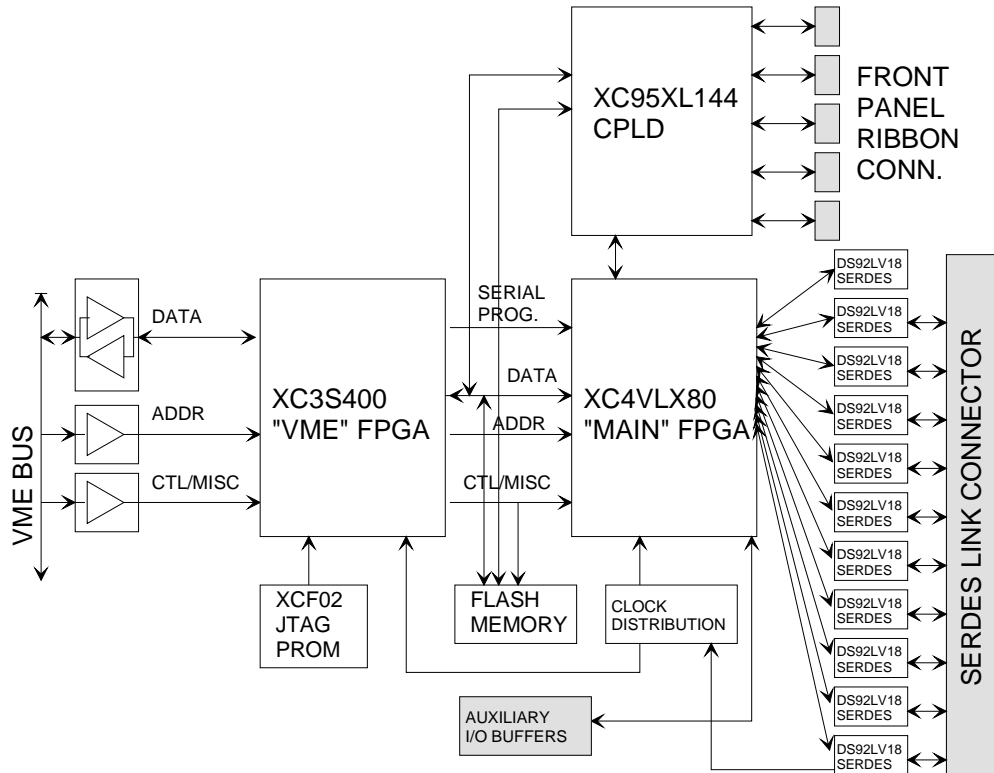 XC95XL144
CPLD
FRONT
PANEL
RIBBON
CONN.
VME BUS
DATA
ADDR
CTL/MISC
XC3S400
"VME" FPGA
SERIAL
PROG.
DATA
ADDR
CTL/MISC
XC4VLX80
"MAIN" FPGA
DS92LV18
SERDES
DS92LV18
SERDES
DS92LV18
SERDES
DS92LV18
SERDES
DS92LV18
SERDES
DS92LV18
SERDES
DS92LV18
SERDES
DS92LV18
SERDES
DS92LV18
SERDES
DS92LV18
SERDES
DS92LV18
SERDES
SERDES LINK CONNECTOR
XCF02
JTAG
PROM
FLASH
MEMORY
CLOCK
DISTRIBUTION
AUXILIARY
I/O BUFFERS